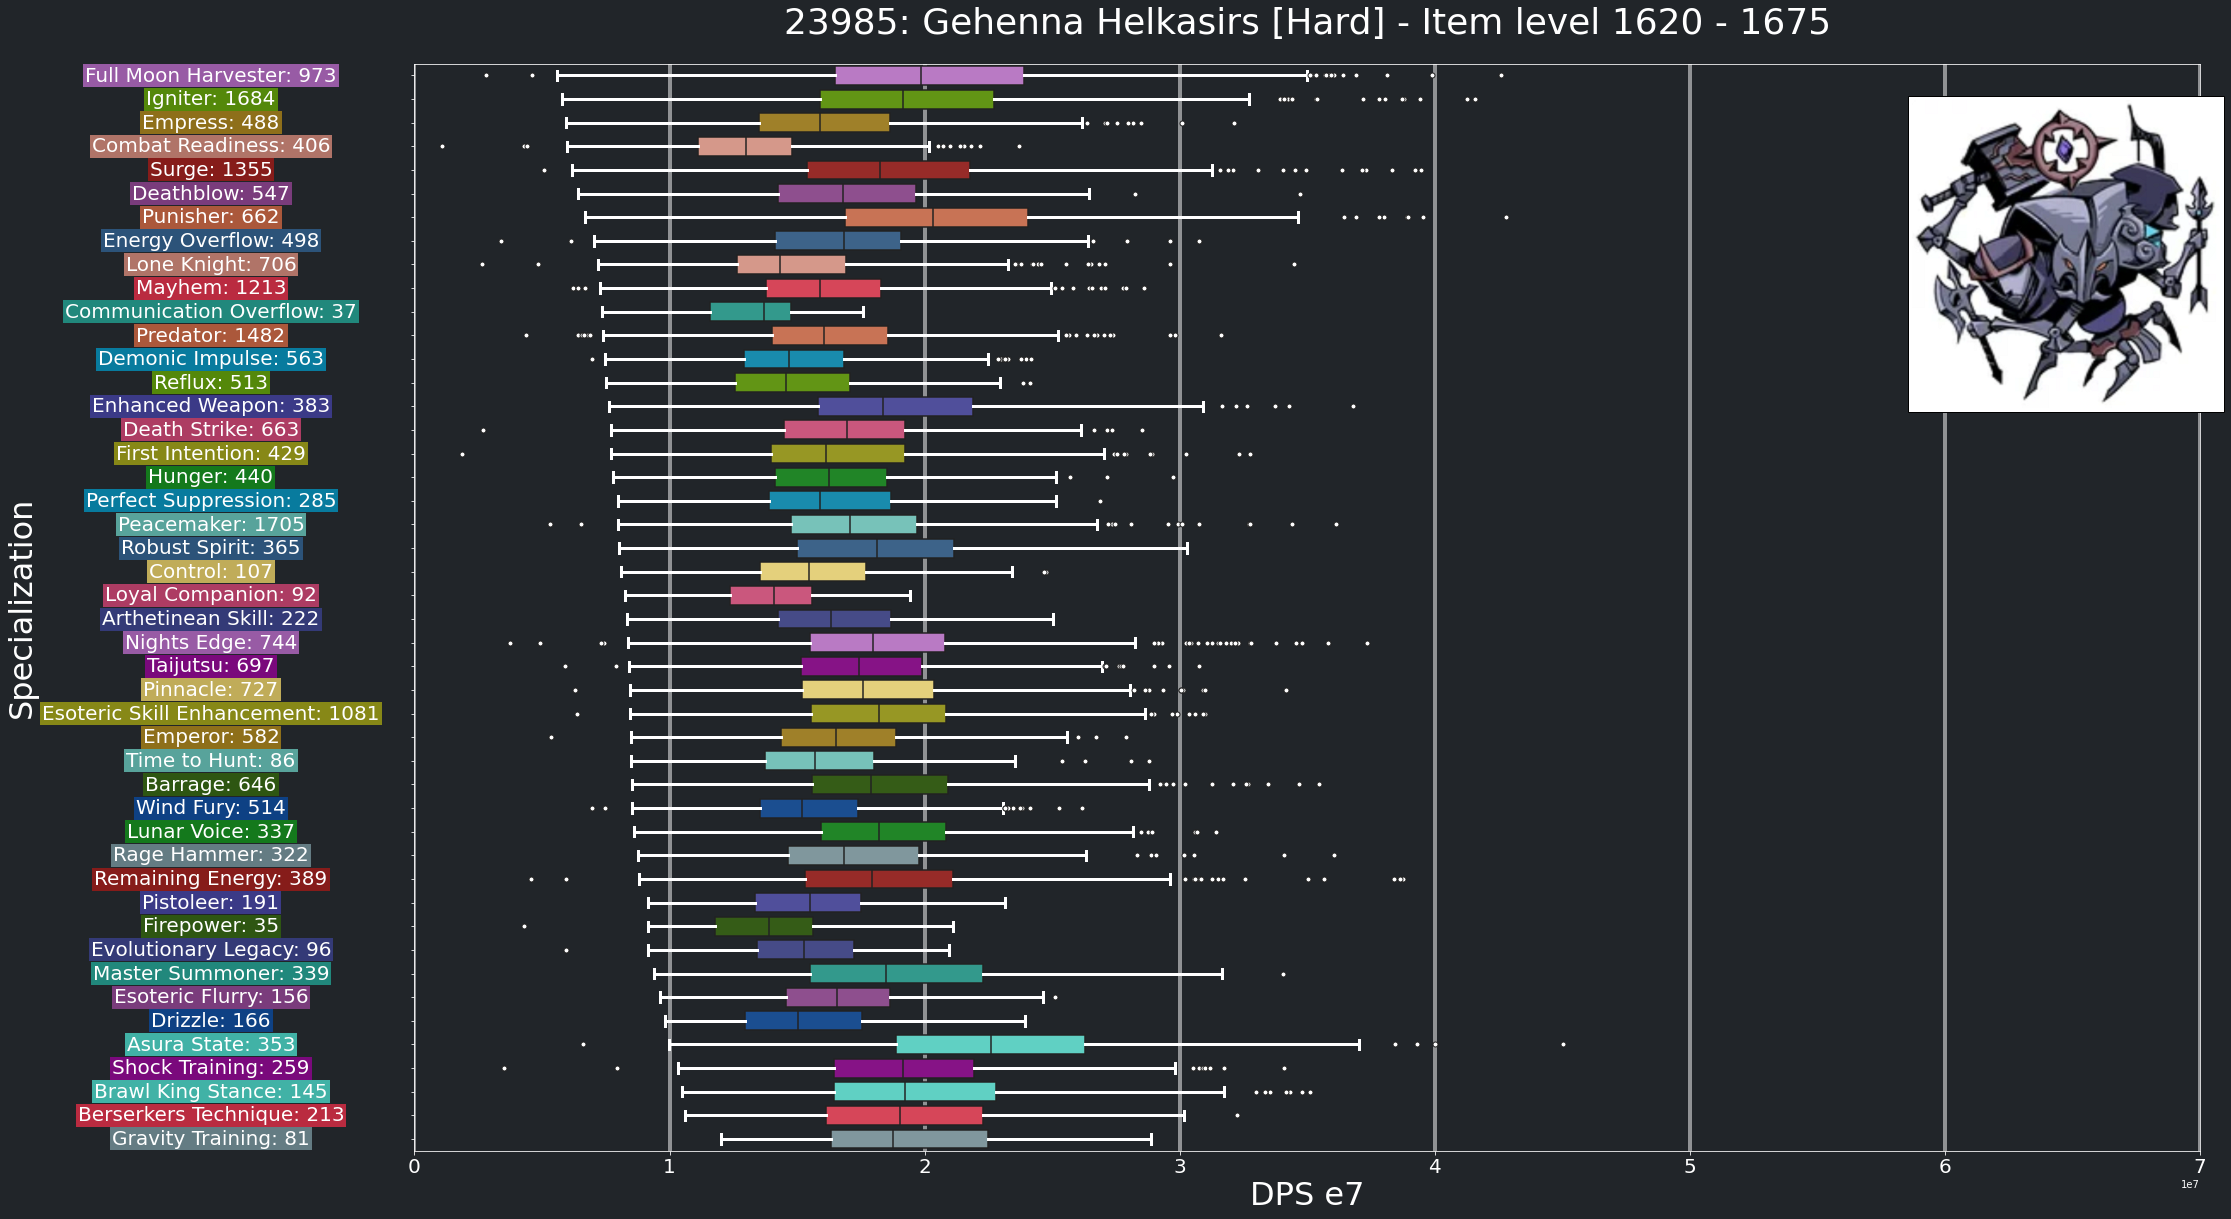 23985: Gehenna Helkasirs [Hard] - Item level 1620 - 1675
Full Moon Harvester: 973
Igniter: 1684
Empress: 488
Combat Readiness: 406
Surge: 1355
Deathblow: 547
Punisher: 662
Energy Overflow: 498
Lone Knight: 706
Mayhem: 1213
Communication Overflow: 37
Predator: 1482
Demonic Impulse: 563
Reflux: 513
Enhanced Weapon: 383
Death Strike: 663
First Intention: 429
Hunger: 440
Perfect Suppression: 285
Peacemaker: 1705
Robust Spirit: 365
Control: 107
Loyal Companion: 92
Arthetinean Skill: 222
Nights Edge: 744
Taijutsu: 697
Pinnacle: 727
Esoteric Skill Enhancement: 1081
Emperor: 582
Time to Hunt: 86
Barrage: 646
Wind Fury: 514
Lunar Voice: 337
Rage Hammer: 322
Remaining Energy: 389
Pistoleer: 191
Firepower: 35
Evolutionary Legacy: 96
Master Summoner: 339
Esoteric Flurry: 156
Drizzle: 166
Asura State: 353
Shock Training: 259
Brawl King Stance: 145
Berserkers Technique: 213
Gravity Training: 81
Specialization
0 1 2 3 4 5 6 7
1e7
DPS e7